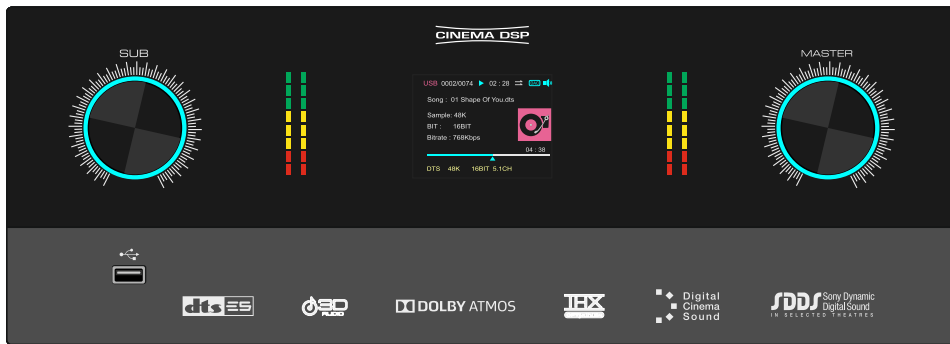 CINEMA DSP
SUB
MASTER
USB 0002/0074 02 : 28
Song : 01 Shape Of You.dts
Sample: 48K
BIT : 16BIT
Bitrate : 768Kbps
04 : 38
DTS 48K 16BIT 5.1CH
dts ES
3D
AUDIO
DOLBY ATMOS
THX
Digital
Cinema
Sound
SDDS Sony Dynamic
Digital Sound
IN SELECTED THEATRES